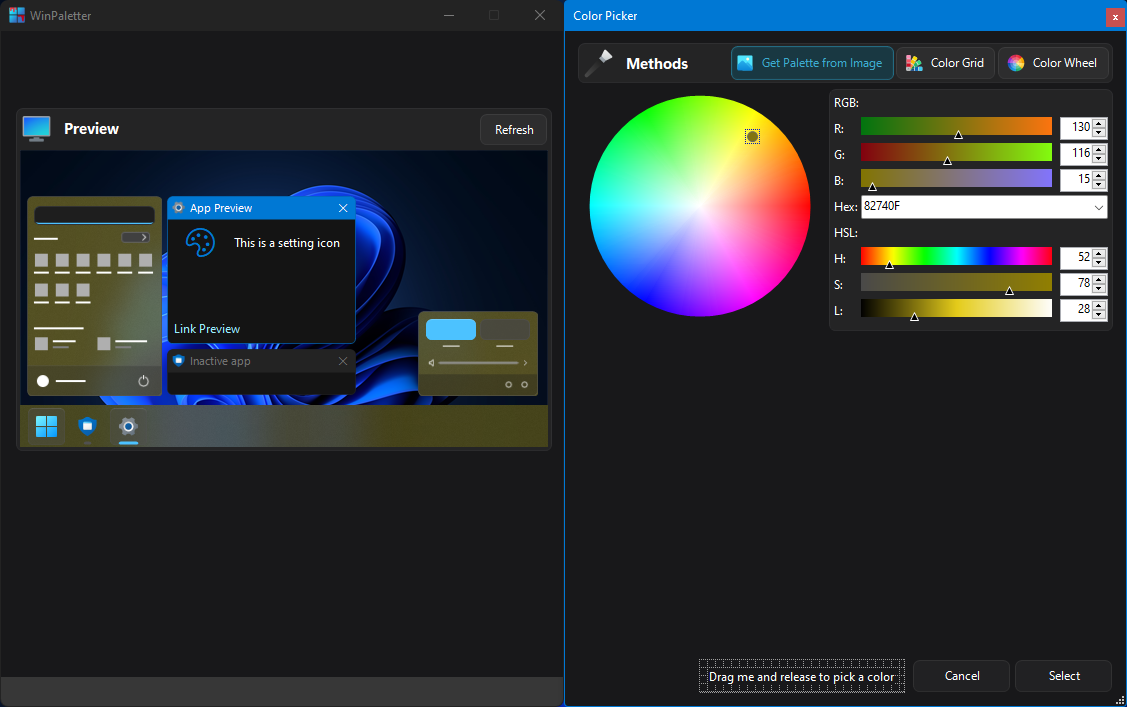 WinPaletter
Preview
Refresh
App Preview
This is a setting icon
Link Preview
Inactive app
Color Picker
x
Methods
Get Palette from Image
Color Grid
Color Wheel
RGB:
R: 130
G: 116
B: 15
Hex: 82740F
HSL:
H: 52
S: 78
L: 28
Drag me and release to pick a color
Cancel
Select